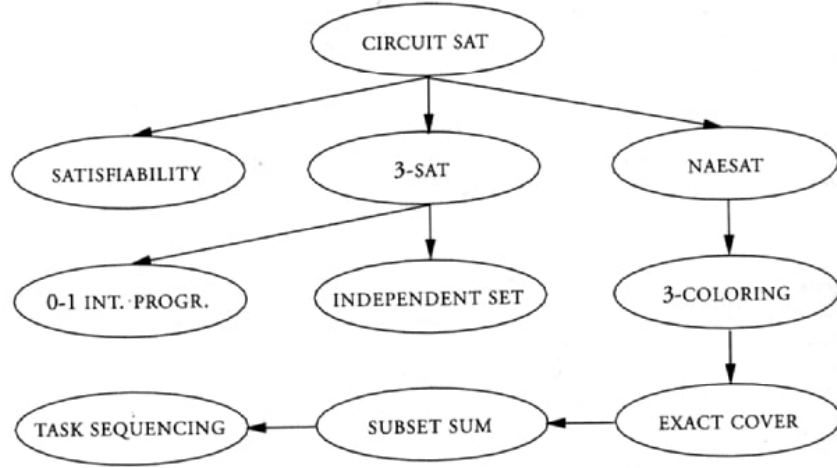 CIRCUIT SAT
SATISFIABILITY
3-SAT
NAESAT
0-1 INT. PROGR.
INDEPENDENT SET
3-COLORING
TASK SEQUENCING
SUBSET SUM
EXACT COVER